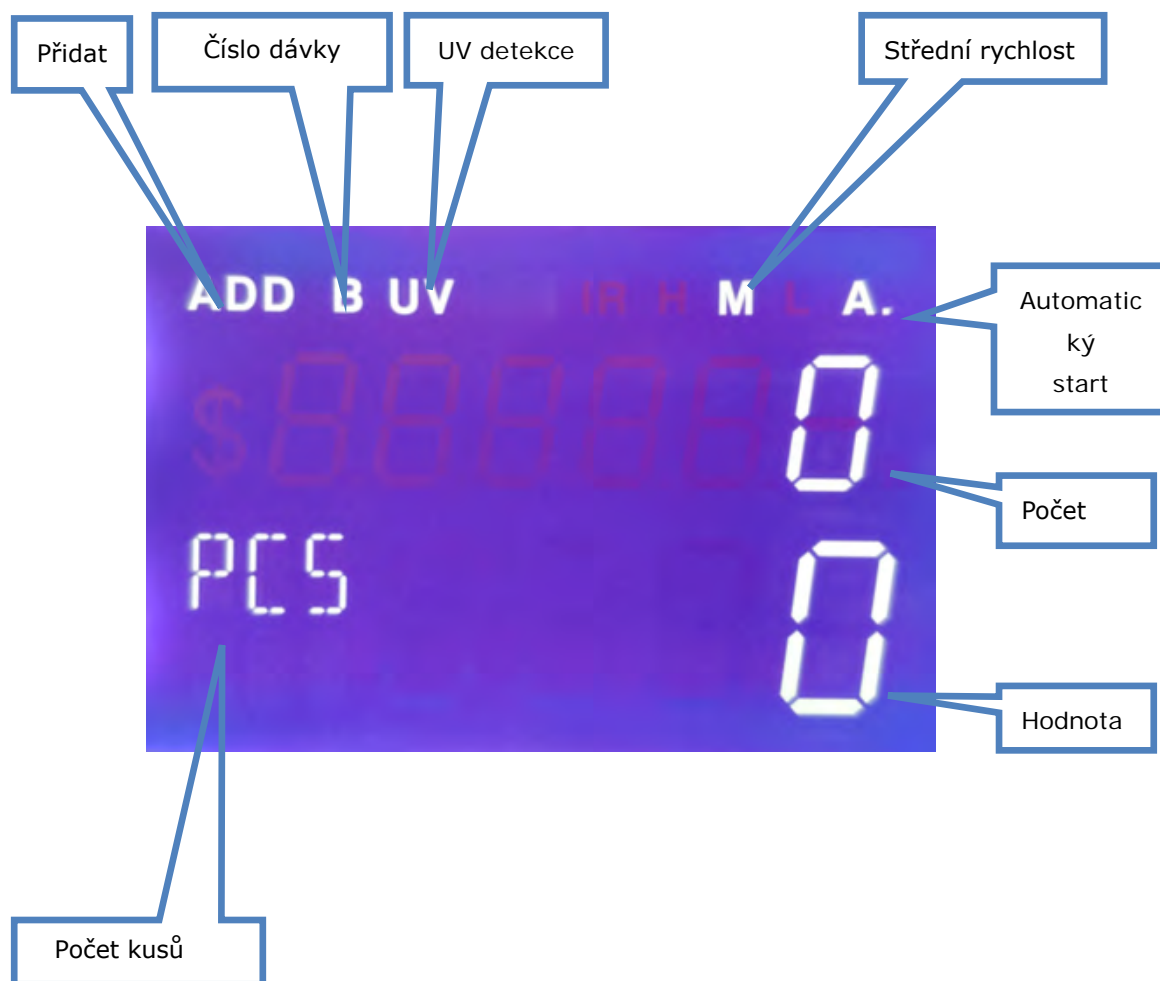 Přidat
Číslo dávky
UV detekce
Střední rychlost
ADD B UV IR H M L A.
Automatic
ký
start
$ 888880
Počet
PCS 0
Hodnota
Počet kusů